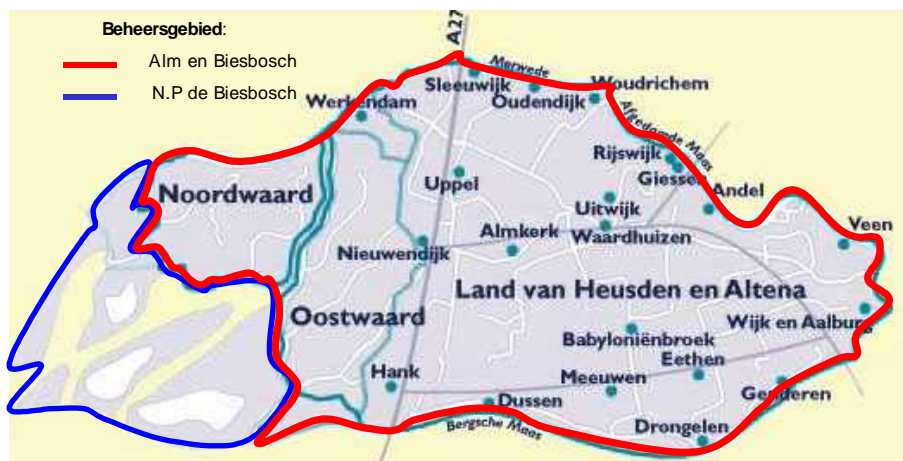 Beheersgebied:
Alm en Biesbosch
N.P de Biesbosch
A27
Merwede
Sleeuwijk
Woudrichem
Oudendijk
Werkendam
Afgedamde Maas
Rijswijk
Giessen
Noordwaard
Uppel
Andel
Uitwijk
Veen
Almkerk
Waardhuizen
Nieuwendijk
Land van Heusden en Altena
Oostwaard
Wijk en Aalburg
Babyloniënbroek
Eethen
Hank
Meeuwen
Genderen
Dussen
Bergsche Maas
Drongelen